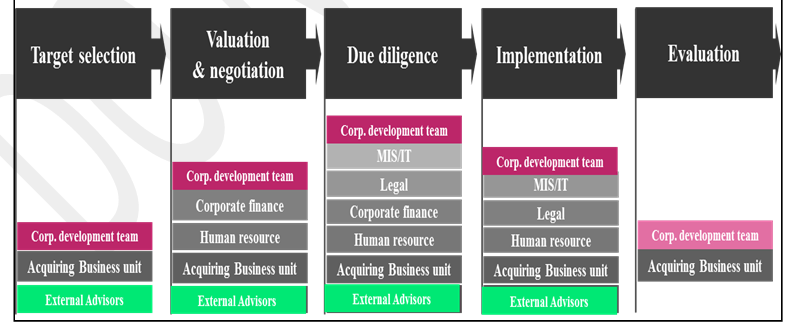 Target selection
Valuation
& negotiation
Due diligence
Implementation
Evaluation
Corp. development team
Acquiring Business unit
External Advisors
Corp. development team
Corporate finance
Human resource
Acquiring Business unit
External Advisors
Corp. development team
MIS/IT
Legal
Corporate finance
Human resource
Acquiring Business unit
External Advisors
Corp. development team
MIS/IT
Legal
Human resource
Acquiring Business unit
External Advisors
Corp. development team
Acquiring Business unit